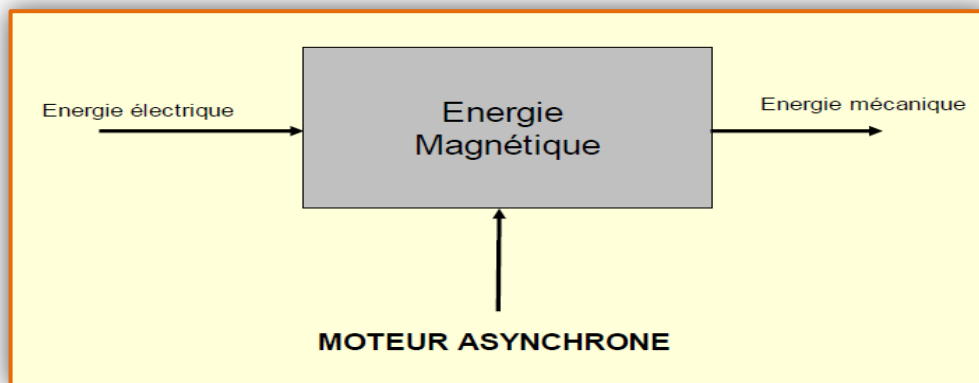 Energie électrique
Energie
Magnétique
Energie mécanique
MOTEUR ASYNCHRONE